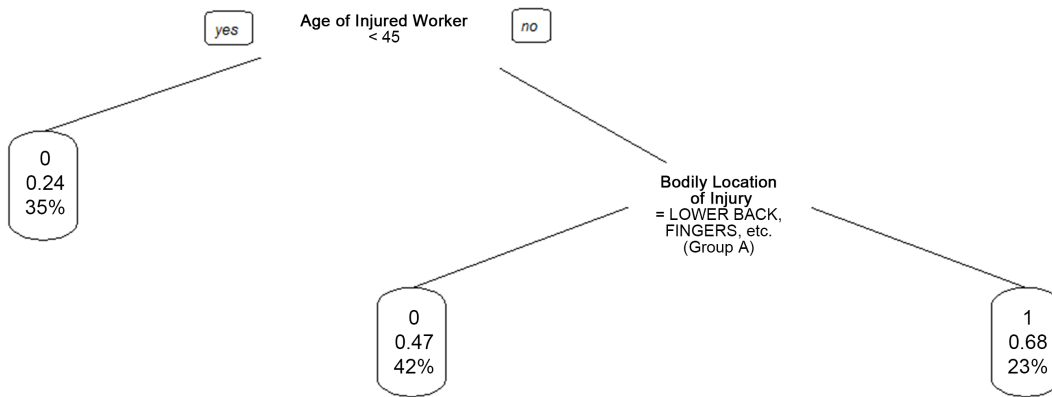 yes
Age of Injured Worker
< 45
no
0
0.24
35%
Bodily Location
of Injury
= LOWER BACK,
FINGERS, etc.
(Group A)
0
0.47
42%
1
0.68
23%